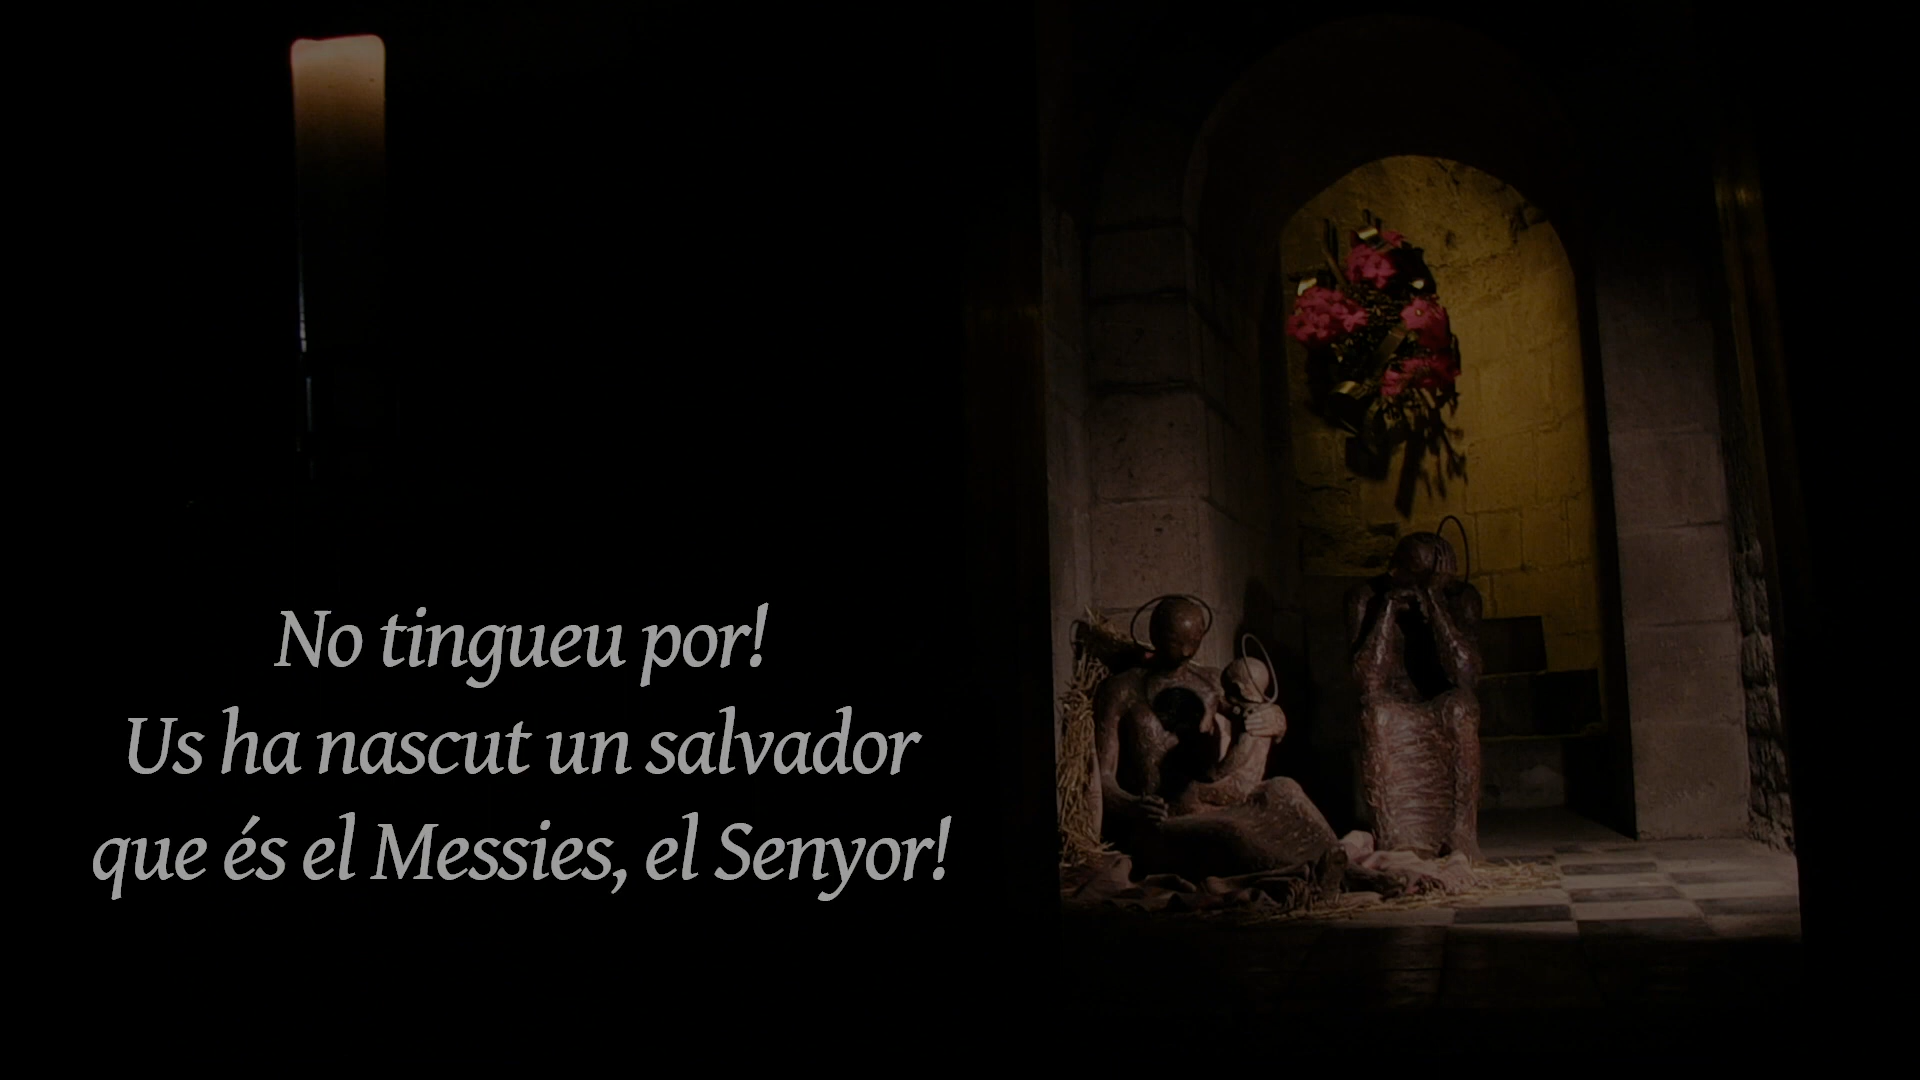 No tingueu por!
Us ha nascut un salvador
que és el Messies, el Senyor!